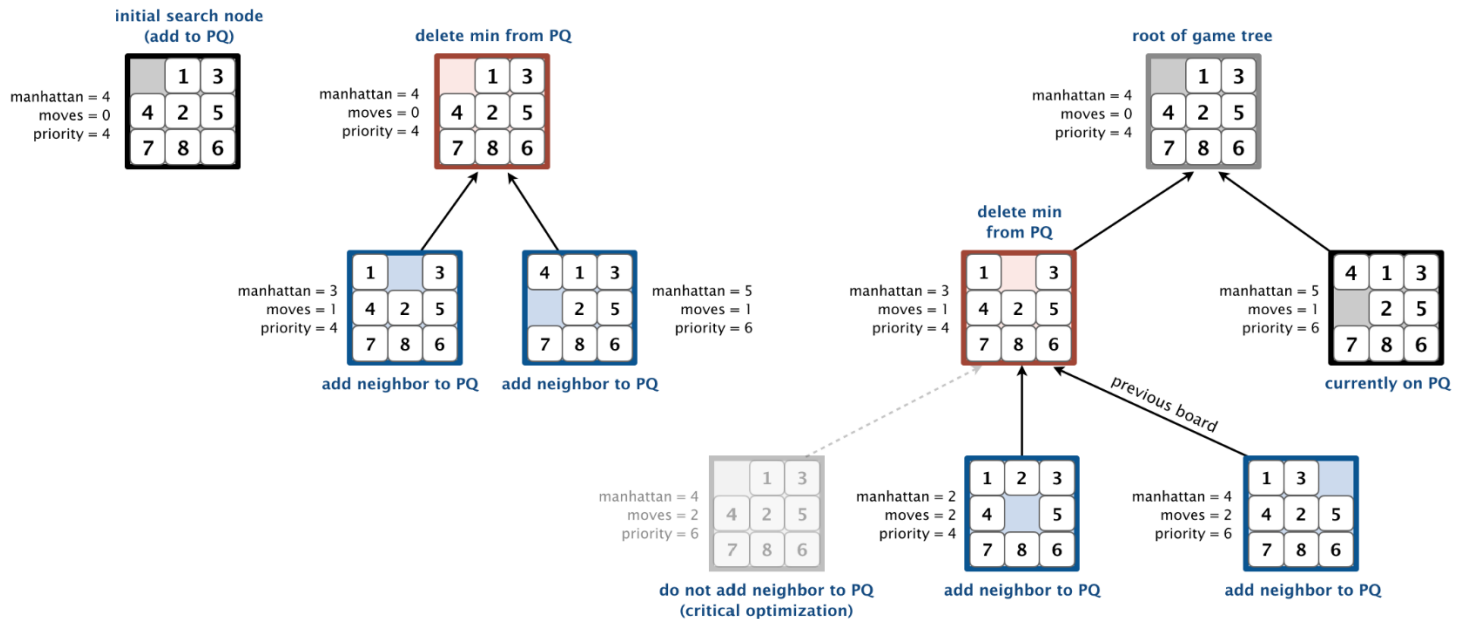 initial search node
(add to PQ)
manhattan = 4
moves = 0
priority = 4
1 3
4 2 5
7 8 6
delete min from PQ
manhattan = 4
moves = 0
priority = 4
1 3
4 2 5
7 8 6
manhattan = 3
moves = 1
priority = 4
1 3
4 2 5
7 8 6
add neighbor to PQ
4 1 3
2 5
7 8 6
manhattan = 5
moves = 1
priority = 6
add neighbor to PQ
root of game tree
manhattan = 4
moves = 0
priority = 4
1 3
4 2 5
7 8 6
delete min
from PQ
manhattan = 3
moves = 1
priority = 4
1 3
4 2 5
7 8 6
manhattan = 5
moves = 1
priority = 6
4 1 3
2 5
7 8 6
currently on PQ
previous board
manhattan = 4
moves = 2
priority = 6
1 3
4 2 5
7 8 6
do not add neighbor to PQ
(critical optimization)
manhattan = 2
moves = 2
priority = 4
1 2 3
4 5
7 8 6
add neighbor to PQ
manhattan = 4
moves = 2
priority = 6
1 3
4 2 5
7 8 6
add neighbor to PQ